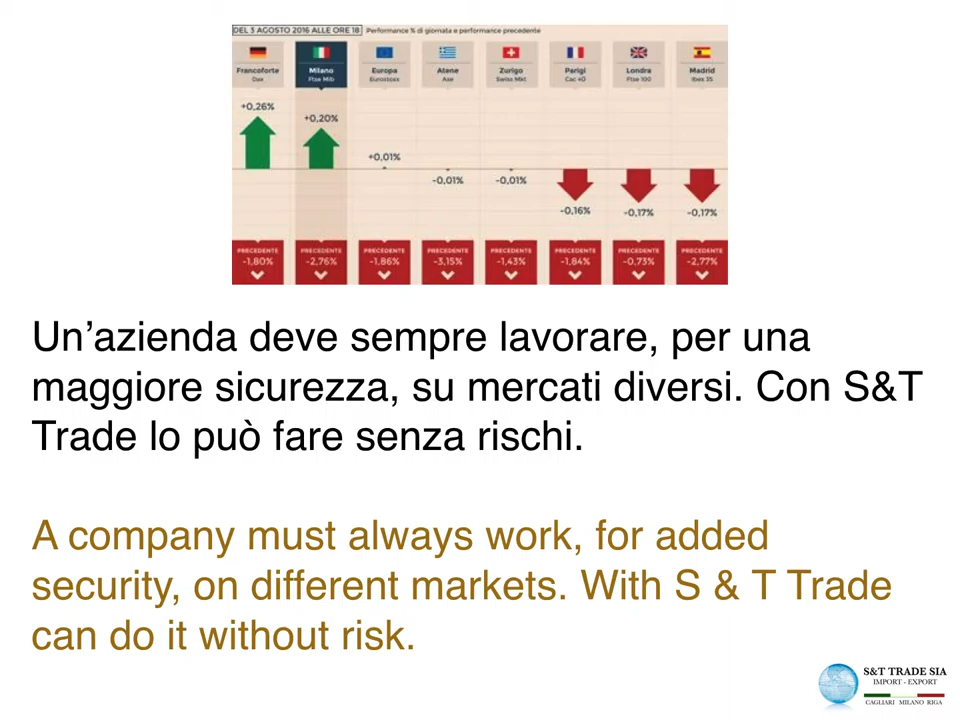 DEL 3 AGOSTO 2016 ALLE ORE 18 Performance % di giornata e performance precedente
Francoforte Milano Europa Atene Zurigo Parigi Londra Madrid
Dax Ftse Mib Eurostoxx Ase Swiss Mkt Cac 40 Ftse 100 Ibex 35
+0,26%
+0,20%
+0,01%
-0,01% -0,01%
-0,16% -0,17% -0,17%
PRECEDENTE PRECEDENTE PRECEDENTE PRECEDENTE PRECEDENTE PRECEDENTE PRECEDENTE PRECEDENTE
-1,80% -2,76% -1,86% -3,15% -1,43% -1,84% -0,73% -2,77%
Un’azienda deve sempre lavorare, per una
maggiore sicurezza, su mercati diversi. Con S&T
Trade lo può fare senza rischi.
A company must always work, for added
security, on different markets. With S & T Trade
can do it without risk.
S&T TRADE SIA
IMPORT - EXPORT
CAGLIARI MILANO RIGA